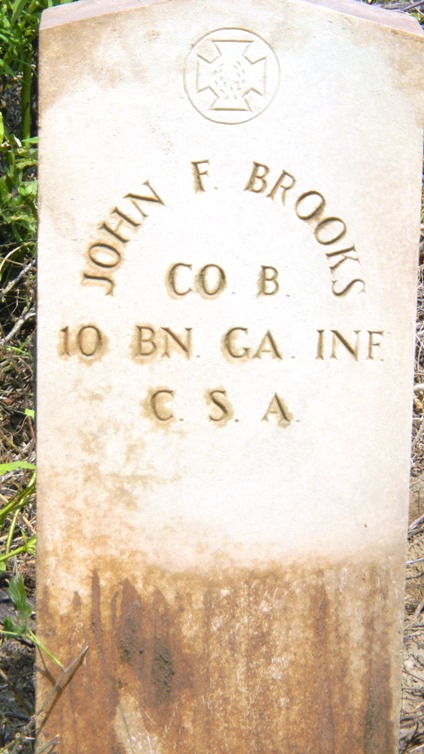 JOHN F. BROOKS
CO. B.
10 BN. GA. INF.
C. S. A.